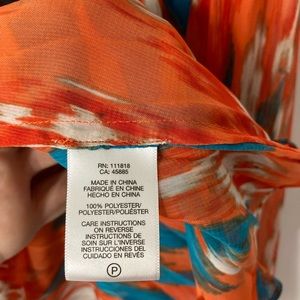 RN: 111818
CA: 45885
MADE IN CHINA
FABRIQUÉ EN CHINE
HECHO EN CHINA
100% POLYESTER/
POLYESTER/POLIÉSTER
CARE INSTRUCTIONS
ON REVERSE
INSTRUCTIONS DE
SOIN SUR L'INVERSE
INSTRUCCIONES DEL
CUIDADO EN REVÉS
P